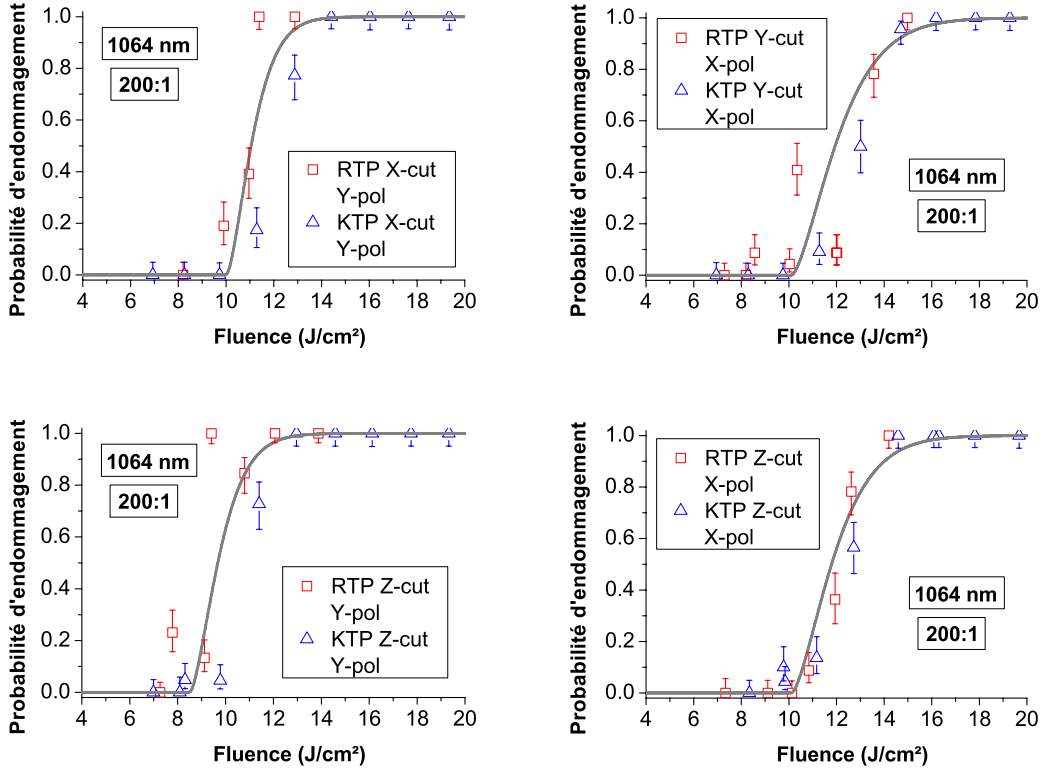 Probabilité d'endommagement
1.0
0.8
0.6
0.4
0.2
0.0
1064 nm
200:1
RTP X-cut
Y-pol
KTP X-cut
Y-pol
4 6 8 10 12 14 16 18 20
Fluence (J/cm²)
Probabilité d'endommagement
1.0
0.8
0.6
0.4
0.2
0.0
RTP Y-cut
X-pol
KTP Y-cut
X-pol
1064 nm
200:1
4 6 8 10 12 14 16 18 20
Fluence (J/cm²)
Probabilité d'endommagement
1.0
0.8
0.6
0.4
0.2
0.0
1064 nm
200:1
RTP Z-cut
Y-pol
KTP Z-cut
Y-pol
4 6 8 10 12 14 16 18 20
Fluence (J/cm²)
Probabilité d'endommagement
1.0
0.8
0.6
0.4
0.2
0.0
RTP Z-cut
X-pol
KTP Z-cut
X-pol
1064 nm
200:1
4 6 8 10 12 14 16 18 20
Fluence (J/cm²)